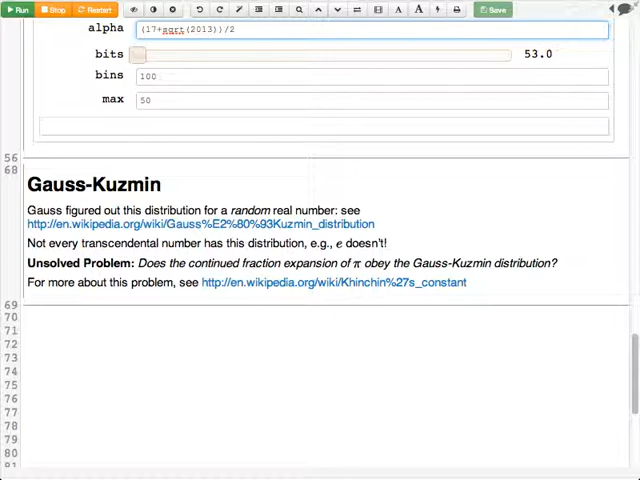 Run Stop Restart Save
alpha (17+sqrt(2013))/2
bits 53.0
bins 100
max 50
56
68
Gauss-Kuzmin
Gauss figured out this distribution for a random real number: see
http://en.wikipedia.org/wiki/Gauss%E2%80%93Kuzmin_distribution
Not every transcendental number has this distribution, e.g., e doesn't!
Unsolved Problem: Does the continued fraction expansion of π obey the Gauss-Kuzmin distribution?
For more about this problem, see http://en.wikipedia.org/wiki/Khinchin%27s_constant
69
70
71
72
73
74
75
76
77
78
79
80